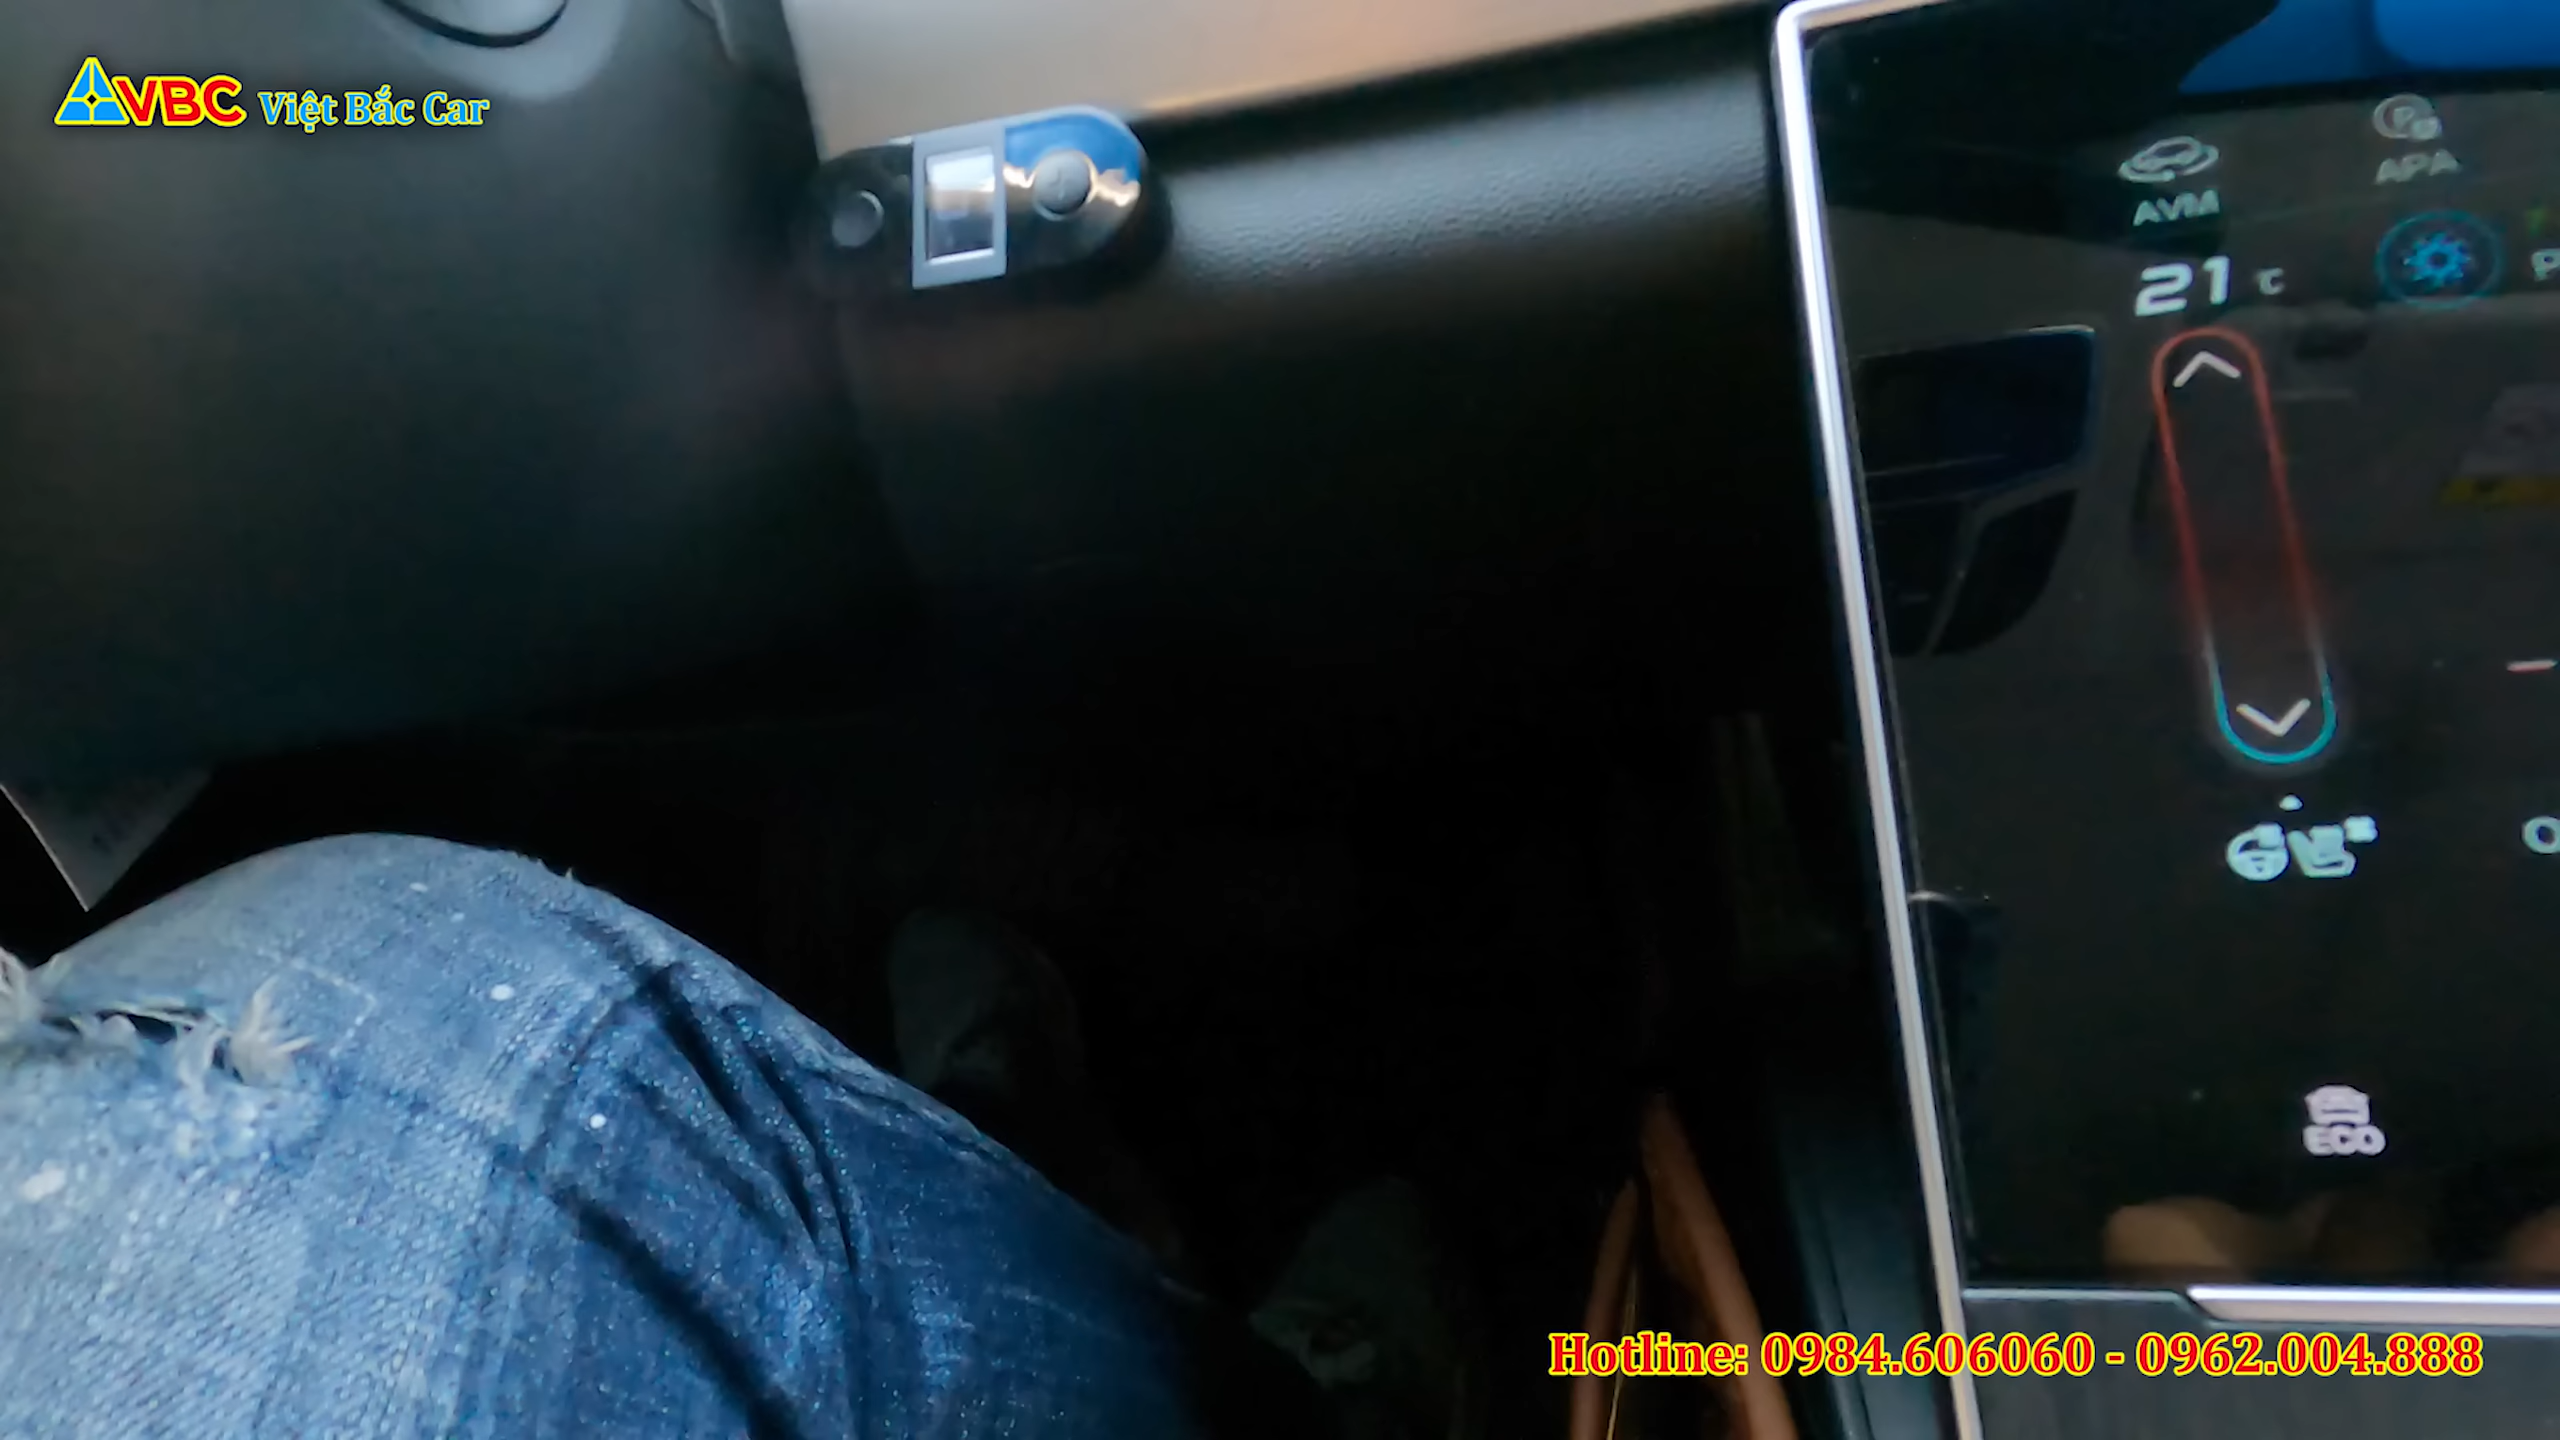 VBC Việt Bắc Car
AVM
APA
21 °C
P
ECO
Hotline: 0984.606060 - 0962.004.888